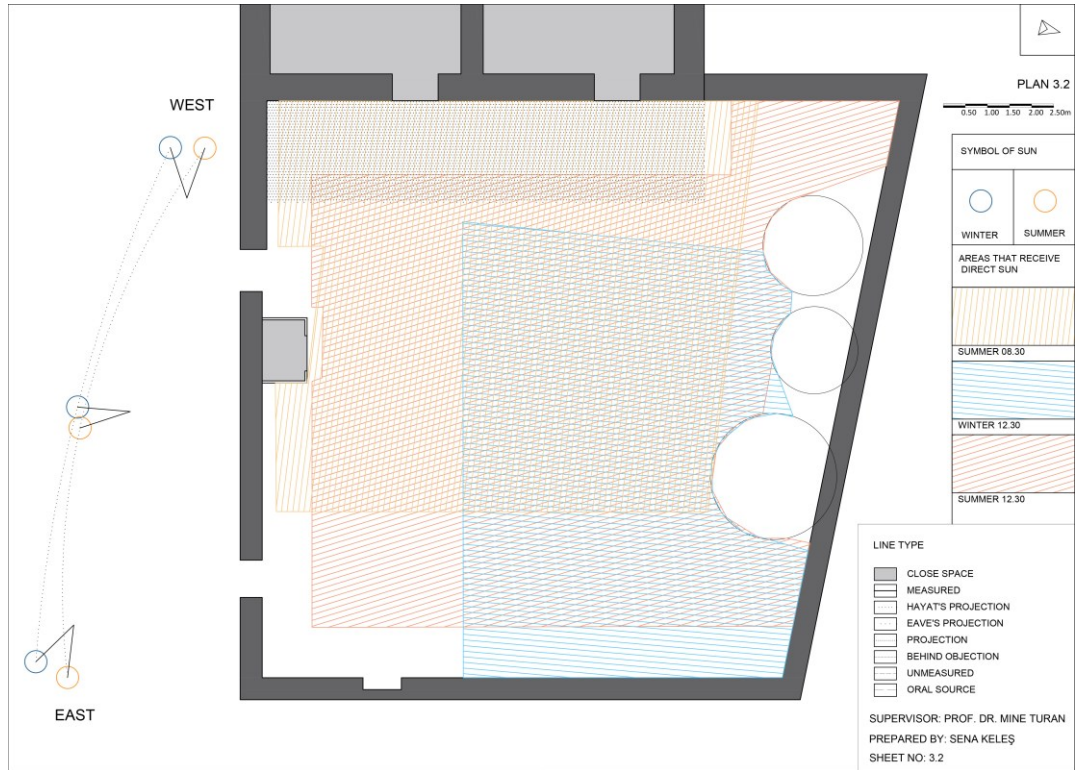 WEST
EAST
PLAN 3.2
0.50 1.00 1.50 2.00 2.50m
SYMBOL OF SUN
WINTER SUMMER
AREAS THAT RECEIVE
DIRECT SUN
SUMMER 08.30
WINTER 12.30
SUMMER 12.30
LINE TYPE
CLOSE SPACE
MEASURED
HAYAT'S PROJECTION
EAVE'S PROJECTION
PROJECTION
BEHIND OBJECTION
UNMEASURED
ORAL SOURCE
SUPERVISOR: PROF. DR. MINE TURAN
PREPARED BY: SENA KELEŞ
SHEET NO: 3.2